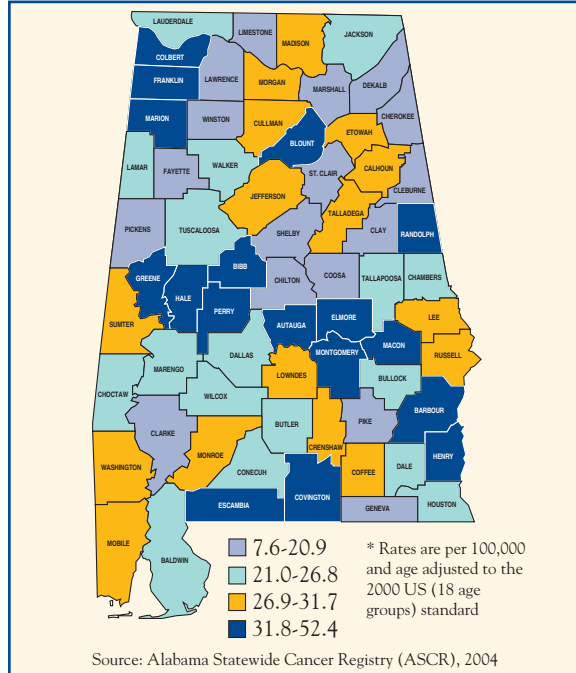 LAUDERDALE
LIMESTONE
MADISON
JACKSON
COLBERT
FRANKLIN
LAWRENCE
MORGAN
MARSHALL
DEKALB
CHEROKEE
MARION
WINSTON
CULLMAN
BLOUNT
ETOWAH
LAMAR
FAYETTE
WALKER
ST. CLAIR
CALHOUN
CLEBURNE
JEFFERSON
TALLADEGA
PICKENS
TUSCALOOSA
SHELBY
CLAY
RANDOLPH
BIBB
GREENE
HALE
PERRY
CHILTON
COOSA
TALLAPOOSA
CHAMBERS
SUMTER
AUTAUGA
ELMORE
LEE
MACON
RUSSELL
MARENGO
DALLAS
LOWNDES
MONTGOMERY
BULLOCK
CHOCTAW
WILCOX
BUTLER
PIKE
BARBOUR
CLARKE
CRENSHAW
WASHINGTON
MONROE
CONECUH
COFFEE
DALE
HENRY
ESCAMBIA
COVINGTON
GENEVA
HOUSTON
MOBILE
BALDWIN
7.6-20.9
21.0-26.8
26.9-31.7
31.8-52.4
* Rates are per 100,000
and age adjusted to the
2000 US (18 age
groups) standard
Source: Alabama Statewide Cancer Registry (ASCR), 2004